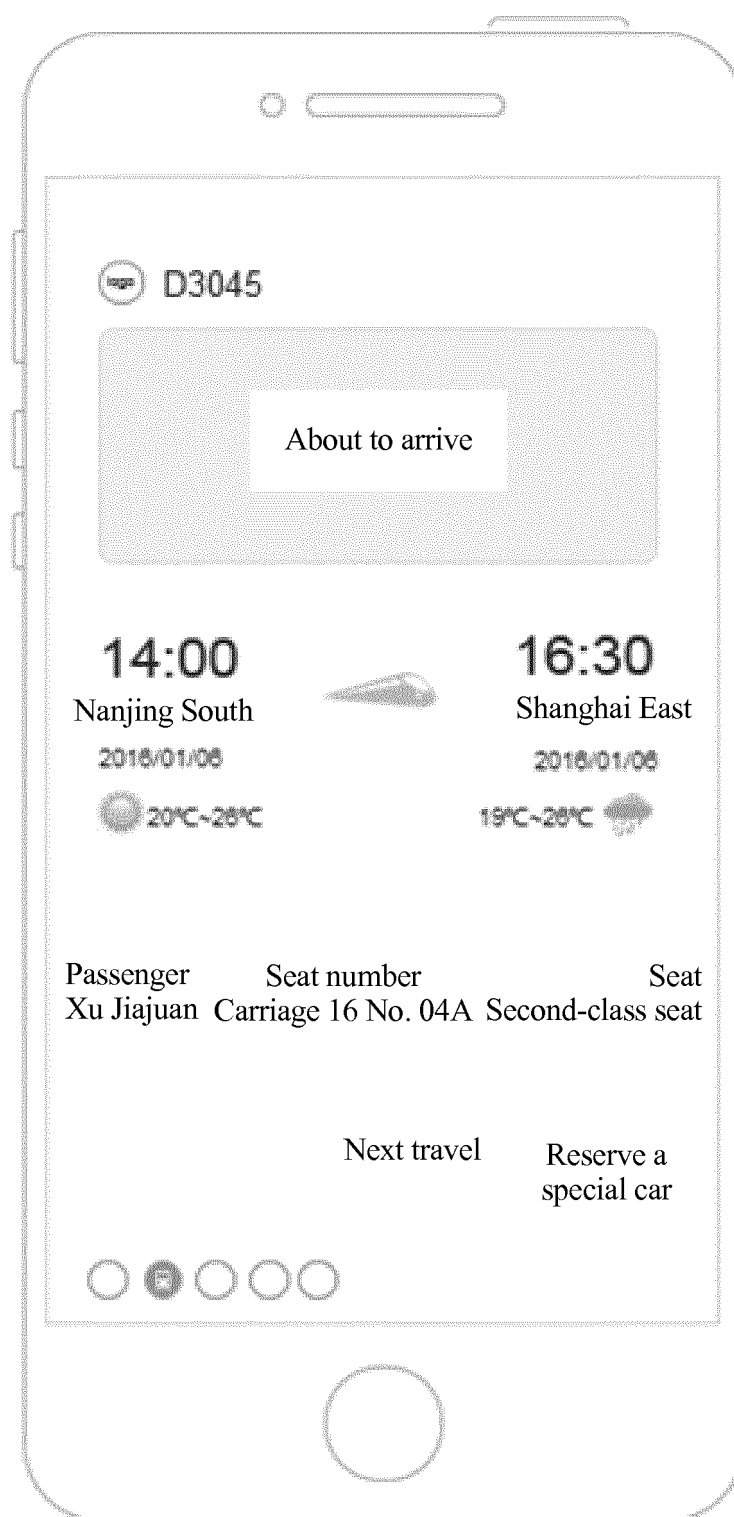 D3045
About to arrive
14:00
16:30
Nanjing South
Shanghai East
2016/01/06
2016/01/06
20℃~26℃
19℃~26℃
Passenger
Seat number
Seat
Xu Jiajuan
Carriage 16 No. 04A
Second-class seat
Next travel
Reserve a
special car